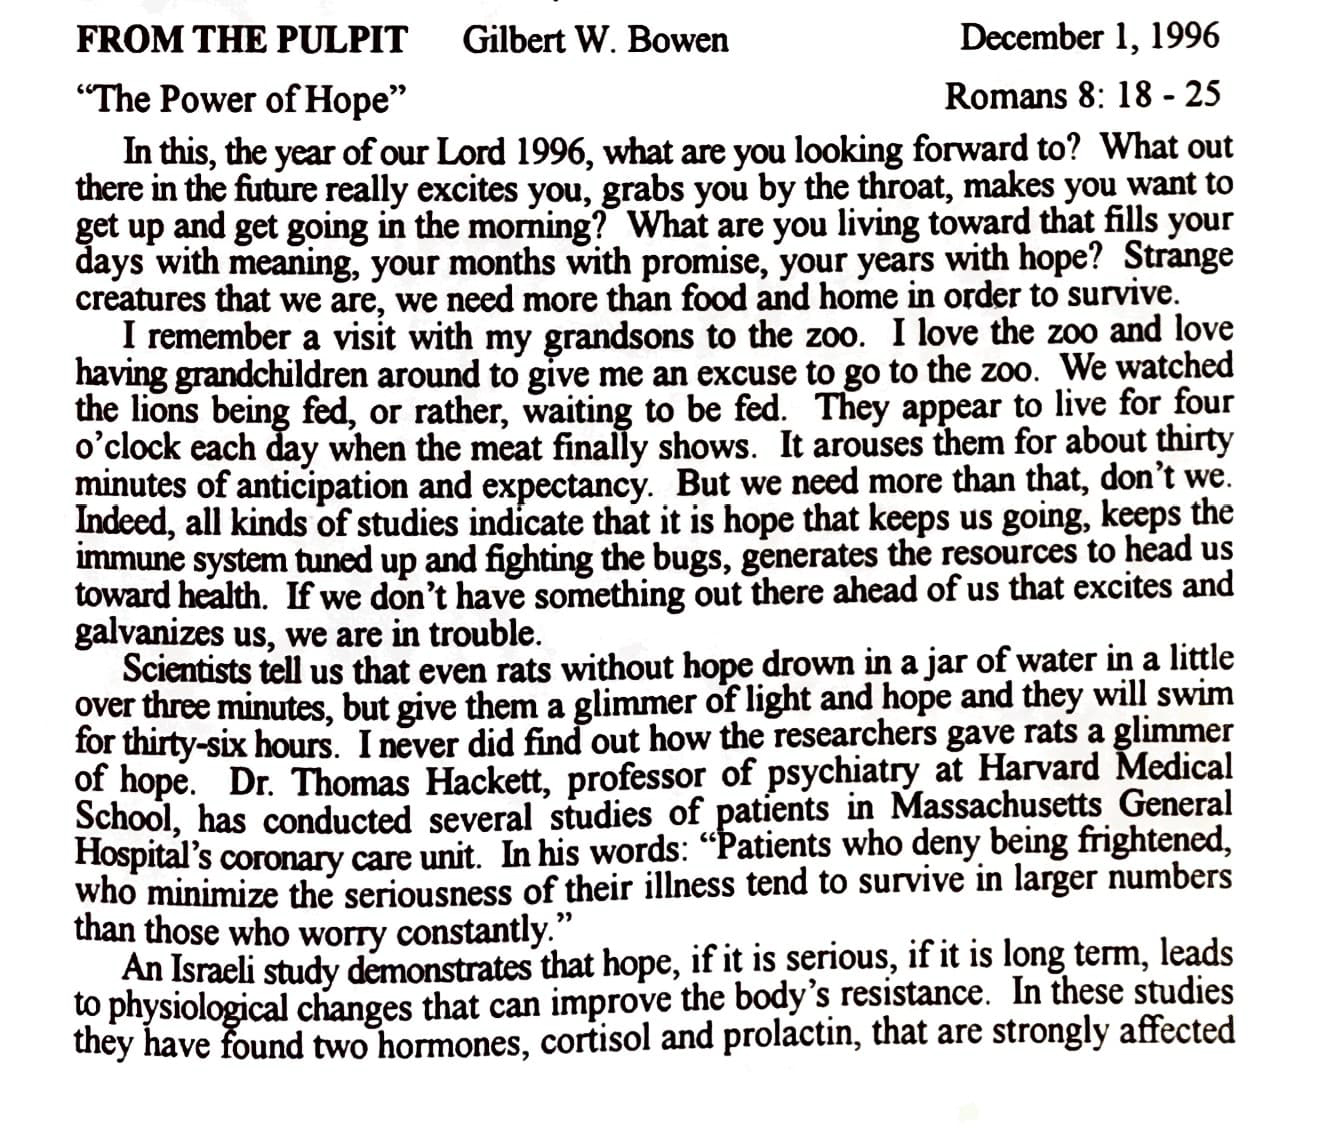 FROM THE PULPIT Gilbert W. Bowen December 1, 1996
“The Power of Hope” Romans 8: 18 - 25
In this, the year of our Lord 1996, what are you looking forward to? What out
there in the future really excites you, grabs you by the throat, makes you want to
get up and get going in the morning? What are you living toward that fills your
days with meaning, your months with promise, your years with hope? Strange
creatures that we are, we need more than food and home in order to survive.
I remember a visit with my grandsons to the zoo. I love the zoo and love
having grandchildren around to give me an excuse to go to the zoo. We watched
the lions being fed, or rather, waiting to be fed. They appear to live for four
o’clock each day when the meat finally shows. It arouses them for about thirty
minutes of anticipation and expectancy. But we need more than that, don’t we.
Indeed, all kinds of studies indicate that it is hope that keeps us going, keeps the
immune system tuned up and fighting the bugs, generates the resources to head us
toward health. If we don’t have something out there ahead of us that excites and
galvanizes us, we are in trouble.
Scientists tell us that even rats without hope drown in a jar of water in a little
over three minutes, but give them a glimmer of light and hope and they will swim
for thirty-six hours. I never did find out how the researchers gave rats a glimmer
of hope. Dr. Thomas Hackett, professor of psychiatry at Harvard Medical
School, has conducted several studies of patients in Massachusetts General
Hospital’s coronary care unit. In his words: “Patients who deny being frightened,
who minimize the seriousness of their illness tend to survive in larger numbers
than those who worry constantly.”
An Israeli study demonstrates that hope, if it is serious, if it is long term, leads
to physiological changes that can improve the body’s resistance. In these studies
they have found two hormones, cortisol and prolactin, that are strongly affected